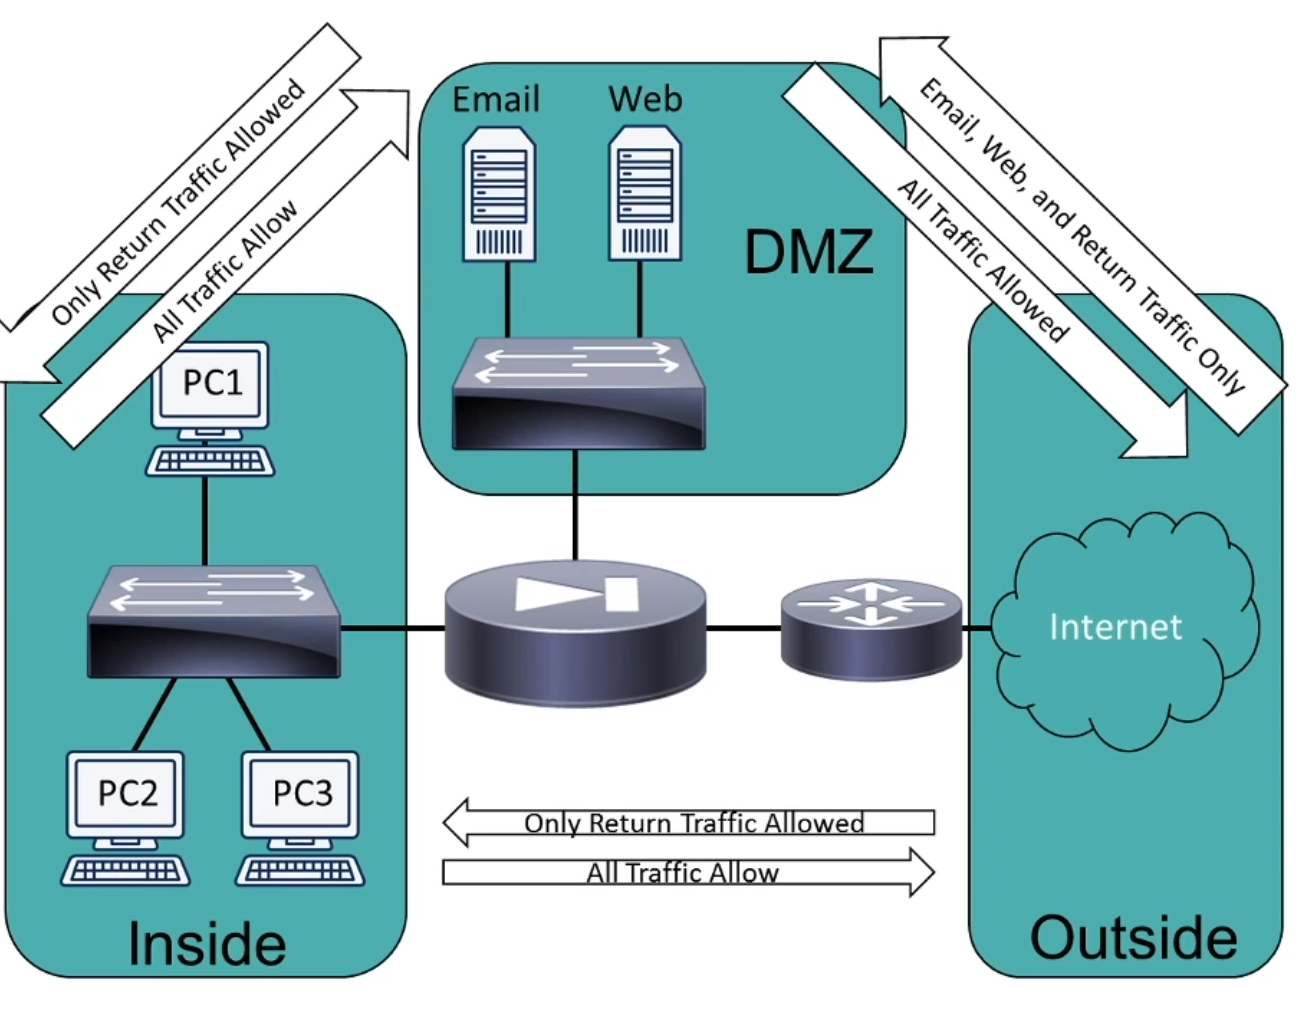 Only Return Traffic Allowed
All Traffic Allow
Email
Web
DMZ
Email, Web, and Return Traffic Only
All Traffic Allowed
PC1
PC2
PC3
Inside
Internet
Outside
Only Return Traffic Allowed
All Traffic Allow